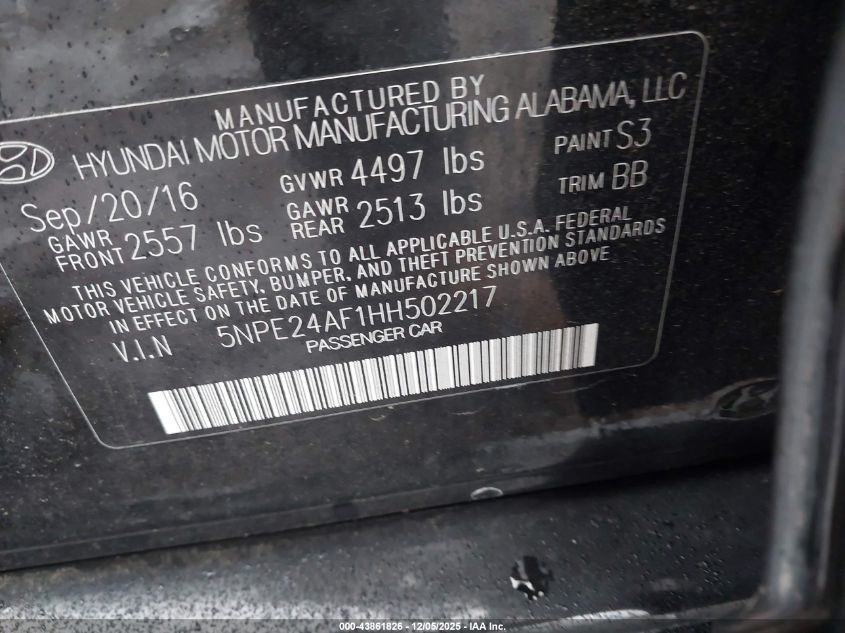 MANUFACTURED BY
HYUNDAI MOTOR MANUFACTURING ALABAMA, LLC
Sep/20/16 GVWR 4497 lbs PAINT S3
GAWR FRONT 2557 lbs GAWR REAR 2513 lbs TRIM BB
THIS VEHICLE CONFORMS TO ALL APPLICABLE U.S.A. FEDERAL
MOTOR VEHICLE SAFETY, BUMPER, AND THEFT PREVENTION STANDARDS
IN EFFECT ON THE DATE OF MANUFACTURE SHOWN ABOVE
V.I.N 5NPE24AF1HH502217
PASSENGER CAR
000-43861826 - 12/05/2025 - IAA Inc.